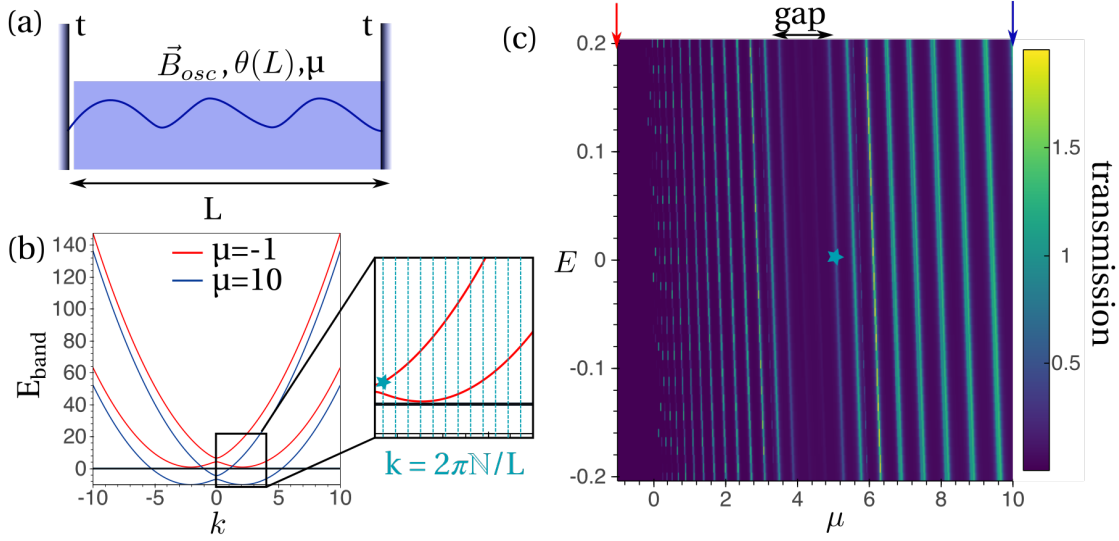 (a)
t
t
B⃗_osc, θ(L), μ
L
(b)
140
120
100
80
60
40
20
0
E_band
μ=-1
μ=10
-10
-5
0
5
10
k
k = 2πℕ/L
(c)
gap
0.2
0.1
0
-0.1
-0.2
E
0
2
4
6
8
10
μ
1.5
1
0.5
transmission